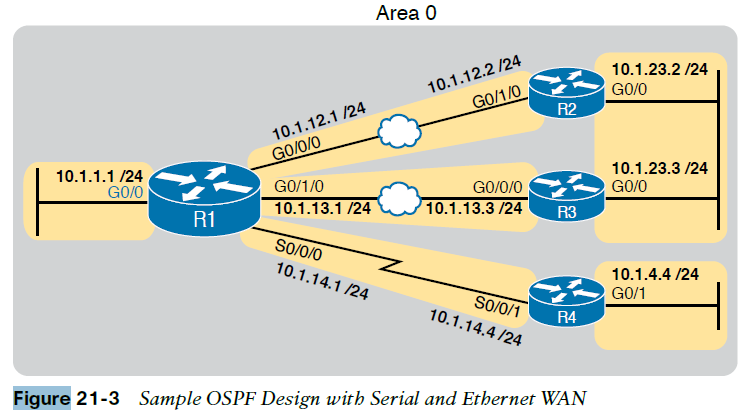 Area 0
10.1.1.1 /24
G0/0
R1
10.1.12.1 /24
G0/0/0
10.1.12.2 /24
G0/1/0
R2
10.1.23.2 /24
G0/0
G0/1/0
10.1.13.1 /24
G0/0/0
10.1.13.3 /24
R3
10.1.23.3 /24
G0/0
S0/0/0
10.1.14.1 /24
S0/0/1
10.1.14.4 /24
R4
10.1.4.4 /24
G0/1
Figure 21-3 Sample OSPF Design with Serial and Ethernet WAN